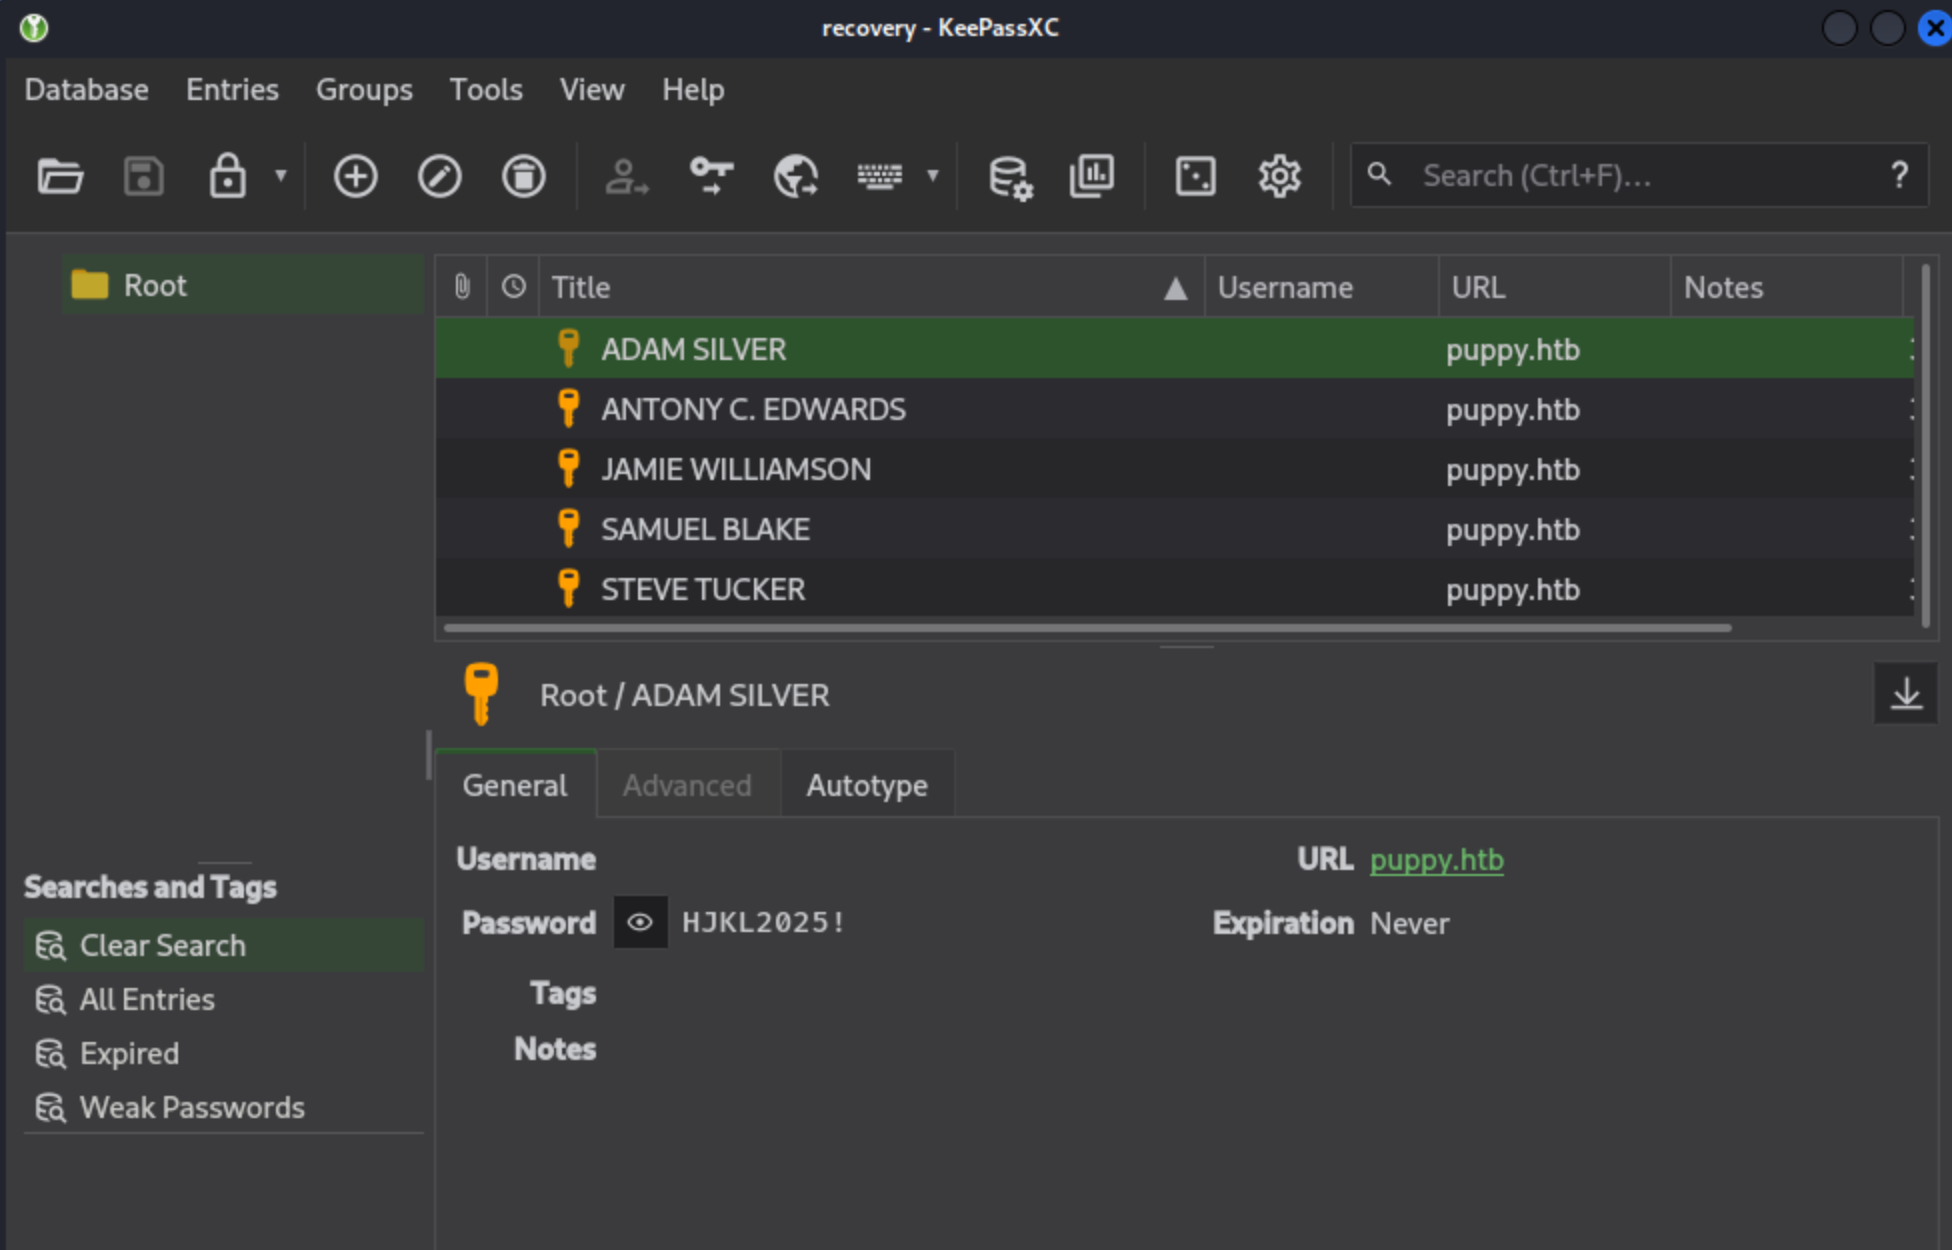 recovery - KeePassXC
Database Entries Groups Tools View Help
Search (Ctrl+F)... ?
Root
Title Username URL Notes
ADAM SILVER puppy.htb
ANTONY C. EDWARDS puppy.htb
JAMIE WILLIAMSON puppy.htb
SAMUEL BLAKE puppy.htb
STEVE TUCKER puppy.htb
Root / ADAM SILVER
General Advanced Autotype
Username URL puppy.htb
Password HJKL2025! Expiration Never
Tags
Notes
Searches and Tags
Clear Search
All Entries
Expired
Weak Passwords